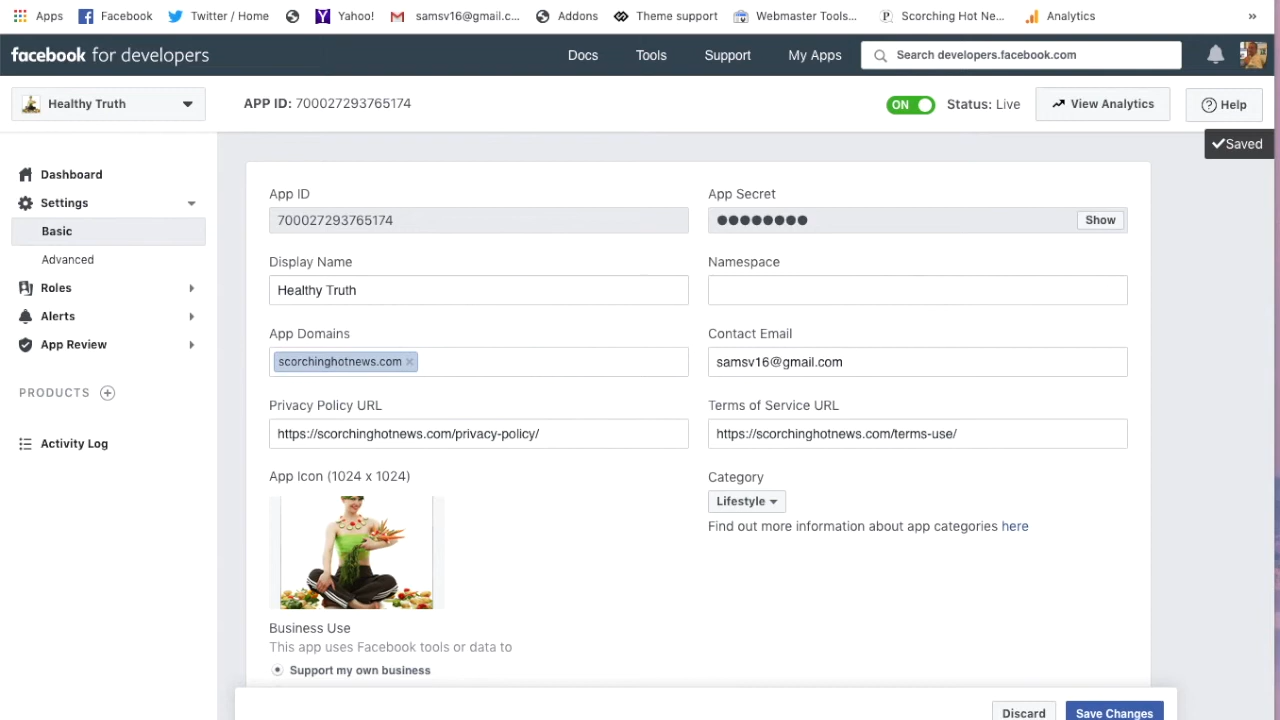 Apps Facebook Twitter / Home Yahoo! samsv16@gmail.c... Addons Theme support Webmaster Tools... Scorching Hot Ne... Analytics »
facebook for developers Docs Tools Support My Apps Search developers.facebook.com
Healthy Truth APP ID: 700027293765174 ON Status: Live View Analytics Help
Saved
Dashboard
Settings
Basic
Advanced
Roles
Alerts
App Review
PRODUCTS
Activity Log
App ID App Secret
700027293765174 ●●●●●●●● Show
Display Name Namespace
Healthy Truth
App Domains Contact Email
scorchinghotnews.com × samsv16@gmail.com
Privacy Policy URL Terms of Service URL
https://scorchinghotnews.com/privacy-policy/ https://scorchinghotnews.com/terms-use/
App Icon (1024 x 1024) Category
Lifestyle
Find out more information about app categories here
Business Use
This app uses Facebook tools or data to
Support my own business
Discard Save Changes